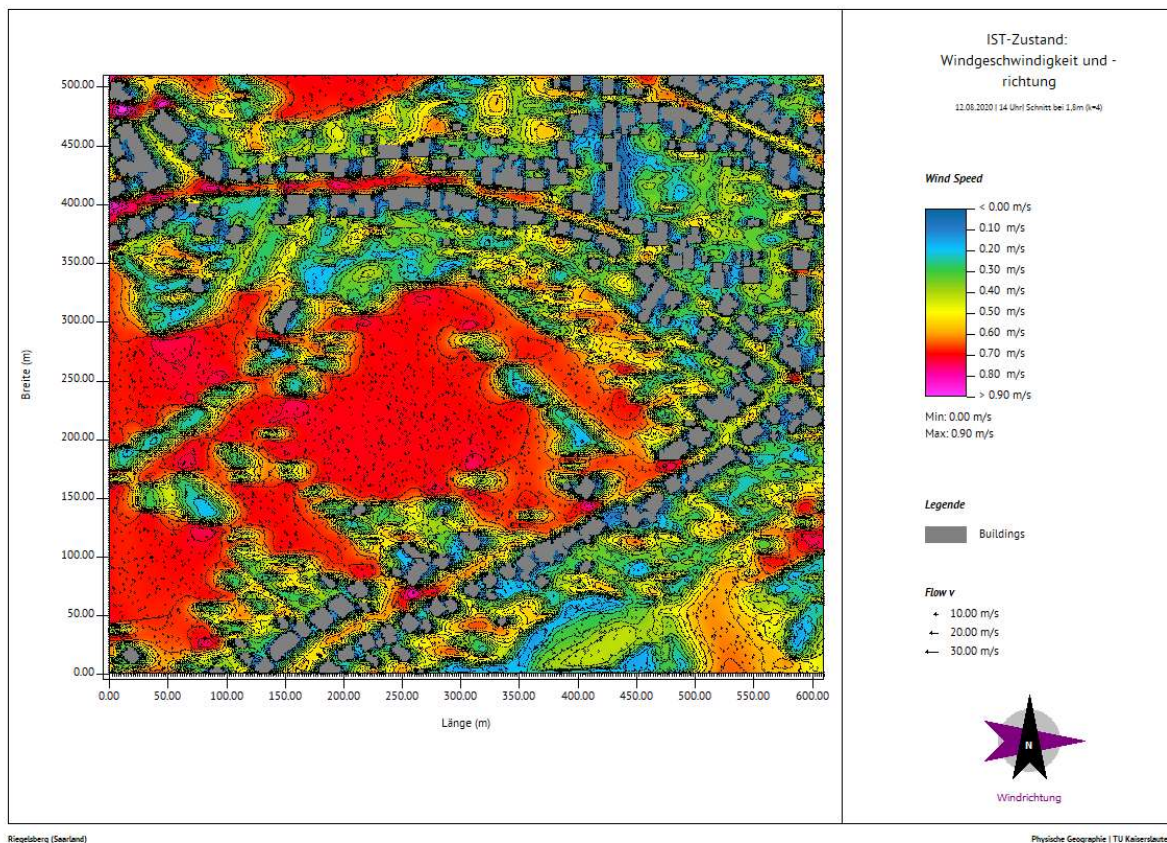 IST-Zustand:
Windgeschwindigkeit und -
richtung
12.08.2020 | 14 Uhr| Schnitt bei 1,8m (k=4)
500.00
450.00
400.00
350.00
300.00
250.00
200.00
150.00
100.00
50.00
0.00
Breite (m)
0.00
50.00
100.00
150.00
200.00
250.00
300.00
350.00
400.00
450.00
500.00
550.00
600.00
Länge (m)
Wind Speed
< 0.00 m/s
0.10 m/s
0.20 m/s
0.30 m/s
0.40 m/s
0.50 m/s
0.60 m/s
0.70 m/s
0.80 m/s
> 0.90 m/s
Min: 0.00 m/s
Max: 0.90 m/s
Legende
Buildings
Flow v
10.00 m/s
20.00 m/s
30.00 m/s
N
Windrichtung
Riegelsberg (Saarland)
Physische Geographie | TU Kaiserslaute